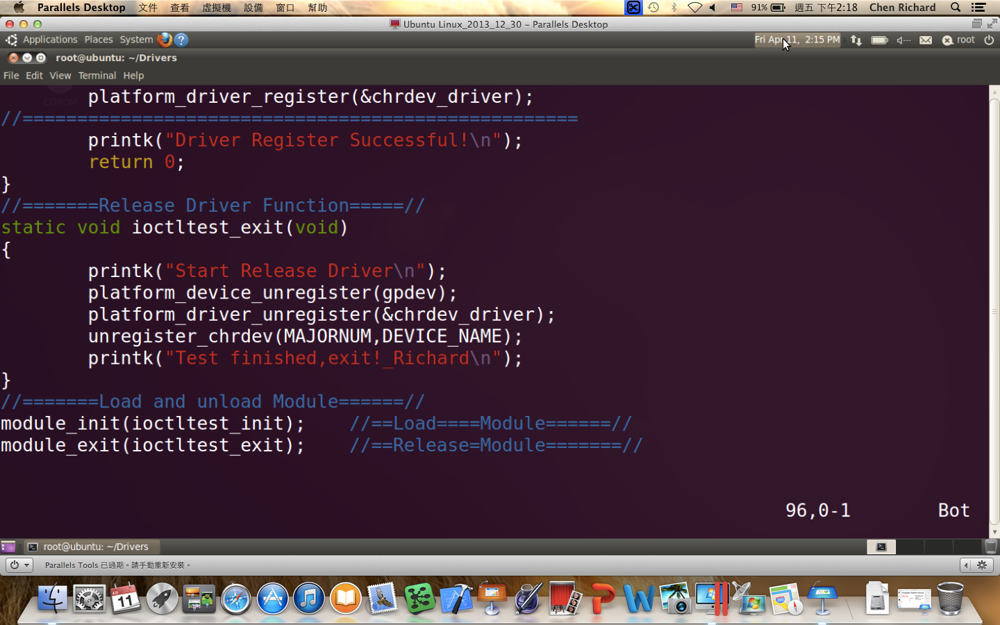 Parallels Desktop 文件 查看 虛擬機 設備 窗口 幫助 91% 週五 下午2:18 Chen Richard
Ubuntu Linux_2013_12_30 - Parallels Desktop
Applications Places System ? Fri Apr 11, 2:15 PM root
root@ubuntu: ~/Drivers
File Edit View Terminal Help
CDROM
platform_driver_register(&chrdev_driver);
//===================================================
printk("Driver Register Successful!\n");
return 0;
}
//=======Release Driver Function=====//
static void ioctltest_exit(void)
{
printk("Start Release Driver\n");
platform_device_unregister(gpdev);
platform_driver_unregister(&chrdev_driver);
unregister_chrdev(MAJORNUM,DEVICE_NAME);
printk("Test finished,exit!_Richard\n");
}
//=======Load and unload Module======//
module_init(ioctltest_init); //==Load====Module======//
module_exit(ioctltest_exit); //==Release=Module=======//
96,0-1 Bot
root@ubuntu: ~/Drivers
Parallels Tools 已過期。請手動重新安裝。
11